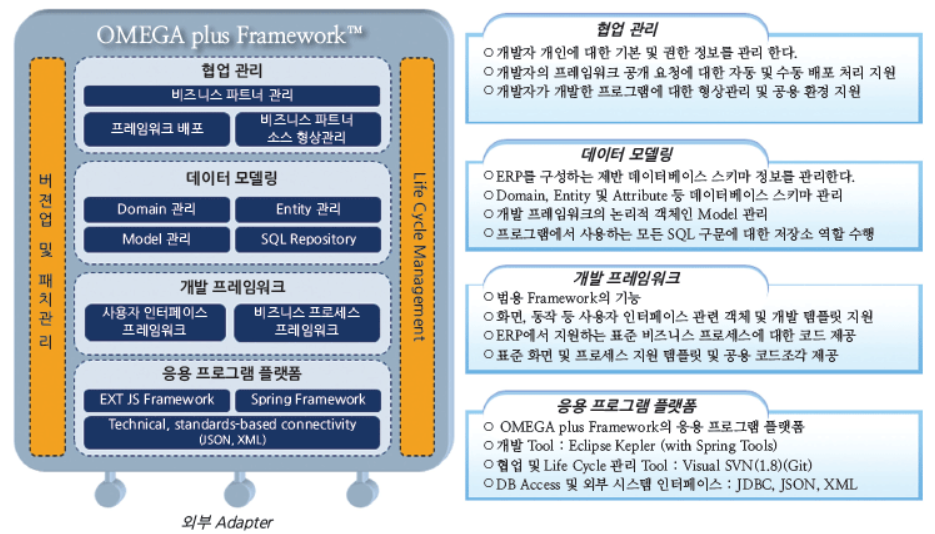 OMEGA plus Framework™
버젼업 및 패치관리
협업 관리
비즈니스 파트너 관리
프레임워크 배포
비즈니스 파트너
소스 형상관리
데이터 모델링
Domain 관리
Entity 관리
Model 관리
SQL Repository
개발 프레임워크
사용자 인터페이스
프레임워크
비즈니스 프로세스
프레임워크
응용 프로그램 플랫폼
EXT JS Framework
Spring Framework
Technical, standards-based connectivity
(JSON, XML)
Life Cycle Management
외부 Adapter
협업 관리
○ 개발자 개인에 대한 기본 및 권한 정보를 관리 한다.
○ 개발자의 프레임워크 공개 요청에 대한 자동 및 수동 배포 처리 지원
○ 개발자가 개발한 프로그램에 대한 형상관리 및 공용 환경 지원
데이터 모델링
○ ERP를 구성하는 제반 데이터베이스 스키마 정보를 관리한다.
○ Domain, Entity 및 Attribute 등 데이터베이스 스키마 관리
○ 개발 프레임워크의 논리적 객체인 Model 관리
○ 프로그램에서 사용하는 모든 SQL 구문에 대한 저장소 역할 수행
개발 프레임워크
○ 범용 Framework의 기능
○ 화면, 동작 등 사용자 인터페이스 관련 객체 및 개발 템플릿 지원
○ ERP에서 지원하는 표준 비즈니스 프로세스에 대한 코드 제공
○ 표준 화면 및 프로세스 지원 템플릿 및 공용 코드조각 제공
응용 프로그램 플랫폼
○ OMEGA plus Framework의 응용 프로그램 플랫폼
○ 개발 Tool : Eclipse Kepler (with Spring Tools)
○ 협업 및 Life Cycle 관리 Tool : Visual SVN(1.8)(Git)
○ DB Access 및 외부 시스템 인터페이스 : JDBC, JSON, XML